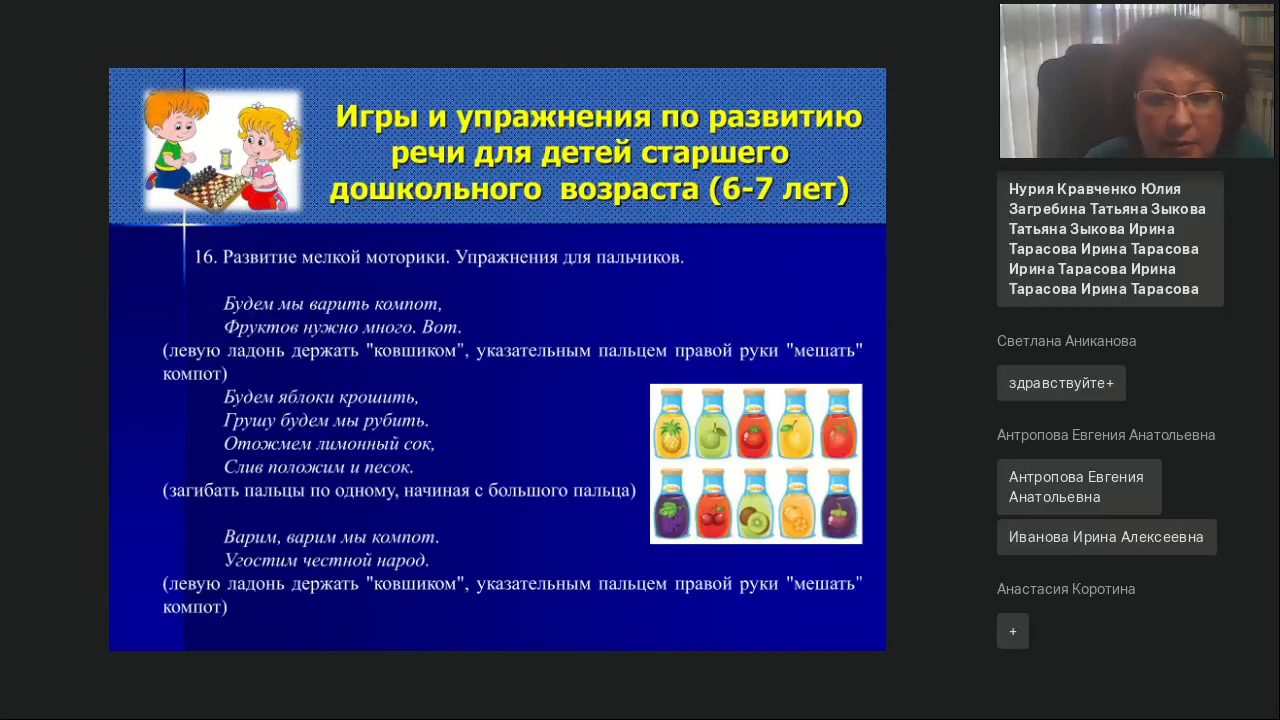 Игры и упражнения по развитию
речи для детей старшего
дошкольного возраста (6-7 лет)
16. Развитие мелкой моторики. Упражнения для пальчиков.
Будем мы варить компот,
Фруктов нужно много. Вот.
(левую ладонь держать "ковшиком", указательным пальцем правой руки "мешать"
компот)
Будем яблоки крошить,
Грушу будем мы рубить.
Отожмем лимонный сок,
Слив положим и песок.
(загибать пальцы по одному, начиная с большого пальца)
Варим, варим мы компот.
Угостим честной народ.
(левую ладонь держать "ковшиком", указательным пальцем правой руки "мешать"
компот)
Нурия Кравченко Юлия
Загребина Татьяна Зыкова
Татьяна Зыкова Ирина
Тарасова Ирина Тарасова
Ирина Тарасова Ирина
Тарасова Ирина Тарасова
Светлана Аниканова
здравствуйте+
Антропова Евгения Анатольевна
Антропова Евгения
Анатольевна
Иванова Ирина Алексеевна
Анастасия Коротина
+